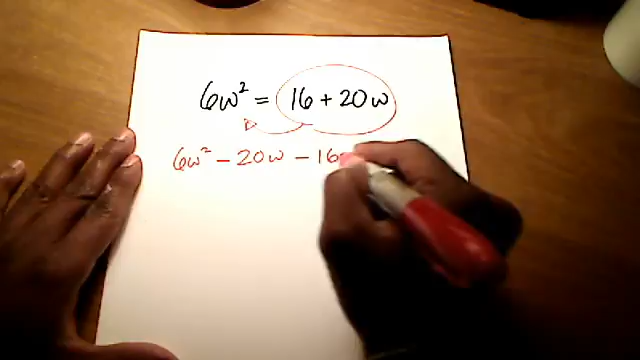 6w² = 16 + 20w
6w² - 20w - 16